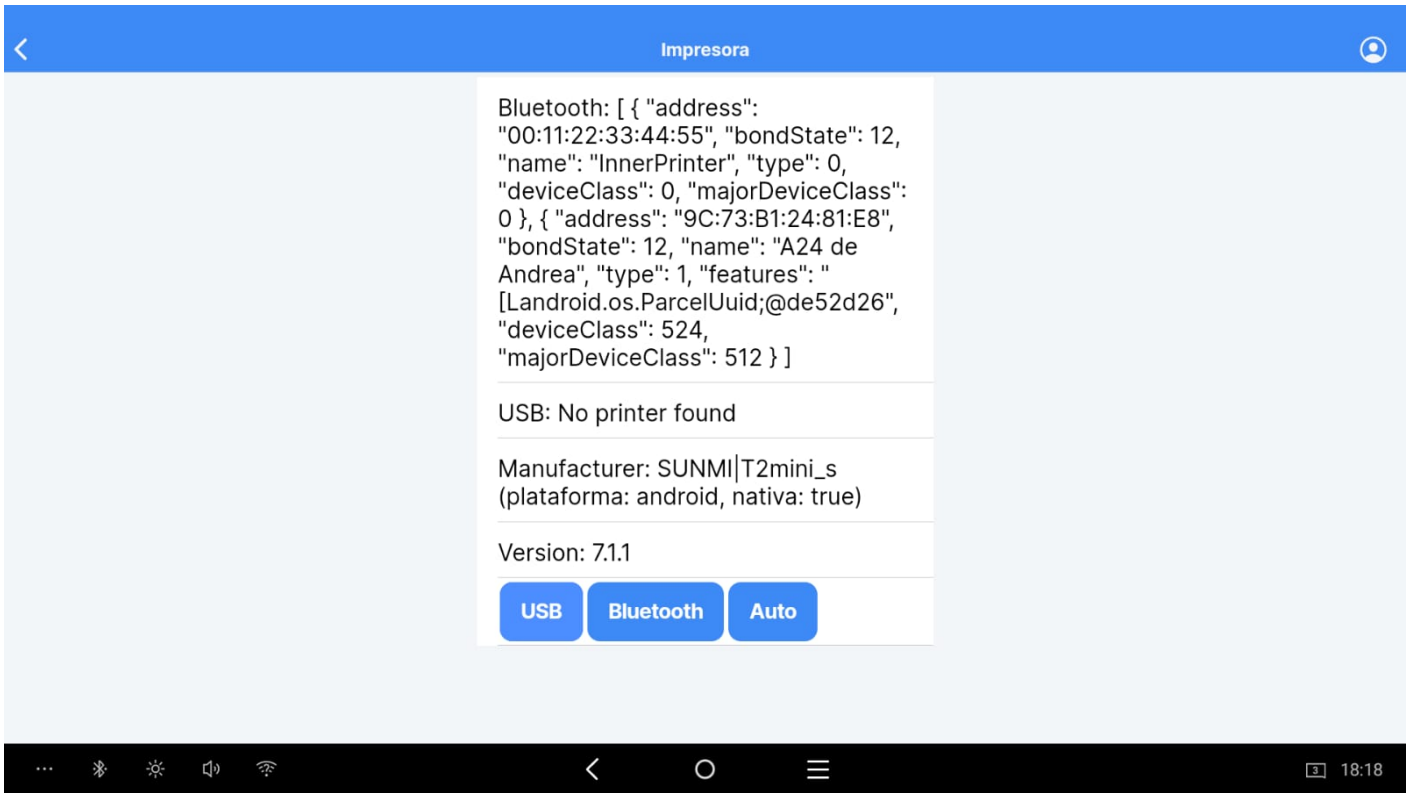 Impresora
Bluetooth: [ { "address":
"00:11:22:33:44:55", "bondState": 12,
"name": "InnerPrinter", "type": 0,
"deviceClass": 0, "majorDeviceClass":
0 }, { "address": "9C:73:B1:24:81:E8",
"bondState": 12, "name": "A24 de
Andrea", "type": 1, "features": "
[Landroid.os.ParcelUuid;@de52d26",
"deviceClass": 524,
"majorDeviceClass": 512 } ]
USB: No printer found
Manufacturer: SUNMI|T2mini_s
(plataforma: android, nativa: true)
Version: 7.1.1
USB Bluetooth Auto
3 18:18